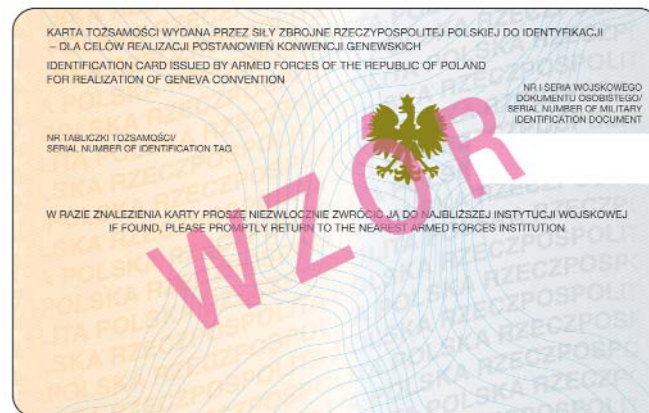 KARTA TOŻSAMOŚCI WYDANA PRZEZ SIŁY ZBROJNE RZECZYPOSPOLITEJ POLSKIEJ DO IDENTYFIKACJI
– DLA CELÓW REALIZACJI POSTANOWIEŃ KONWENCJI GENEWSKICH
IDENTIFICATION CARD ISSUED BY ARMED FORCES OF THE REPUBLIC OF POLAND
FOR REALIZATION OF GENEVA CONVENTION
NR I SERIA WOJSKOWEGO
DOKUMENTU OSOBISTEGO/
SERIAL NUMBER OF MILITARY
IDENTIFICATION DOCUMENT
NR TABLICZKI TOŻSAMOŚCI/
SERIAL NUMBER OF IDENTIFICATION TAG
WZÓR
W RAZIE ZNALEZIENIA KARTY PROSZĘ NIEZWŁOCZNIE ZWRÓCIĆ JĄ DO NAJBLIŻSZEJ INSTYTUCJI WOJSKOWEJ
IF FOUND, PLEASE PROMPTLY RETURN TO THE NEAREST ARMED FORCES INSTITUTION